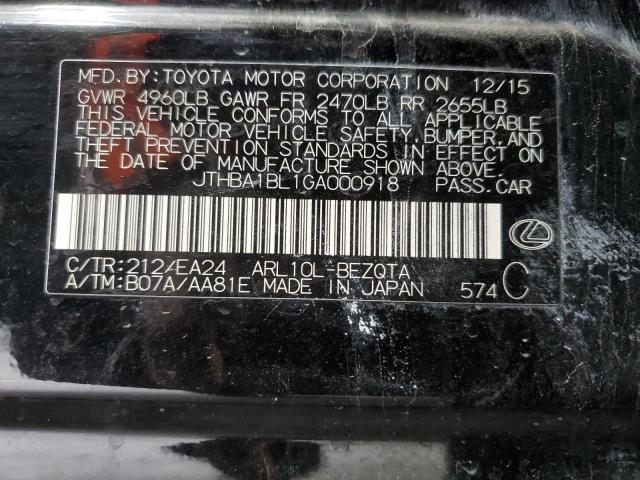 MFD. BY: TOYOTA MOTOR CORPORATION 12/15
GVWR 4960LB GAWR FR 2470LB RR 2655LB
THIS VEHICLE CONFORMS TO ALL APPLICABLE
FEDERAL MOTOR VEHICLE SAFETY, BUMPER, AND
THEFT PREVENTION STANDARDS IN EFFECT ON
THE DATE OF MANUFACTURE SHOWN ABOVE.
JTHBA1BL1GA000918 PASS. CAR
C/TR: 212/EA24 ARL10L-BEZQTA
A/TM: B07A/AA81E MADE IN JAPAN 574 C